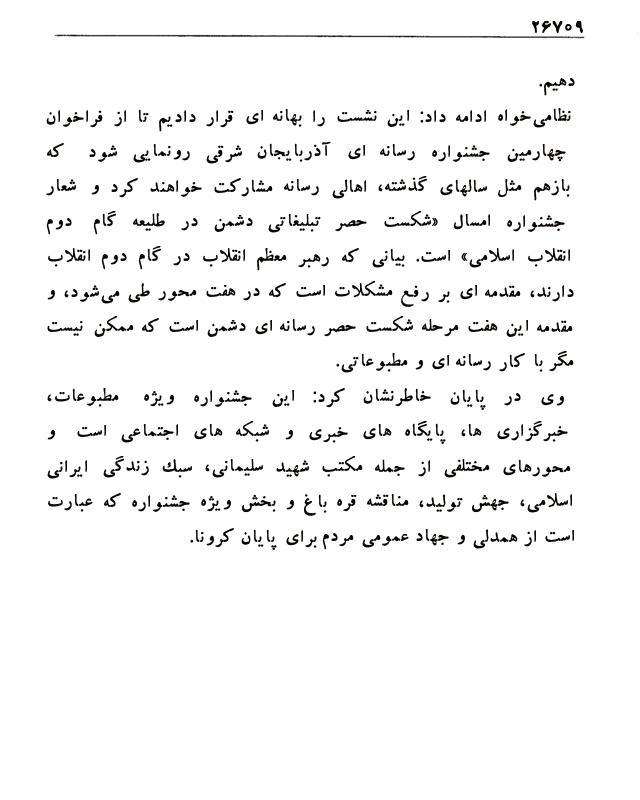 ۲۶۷۰۹
دهیم.
نظامی‌خواه ادامه داد: این نشست را بهانه ای قرار دادیم تا از فراخوان
چهارمین جشنواره رسانه ای آذربایجان شرقی رونمایی شود که
بازهم مثل سالهای گذشته، اهالی رسانه مشارکت خواهند کرد و شعار
جشنواره امسال «شکست حصر تبلیغاتی دشمن در طلیعه گام دوم
انقلاب اسلامی» است. بیانی که رهبر معظم انقلاب در گام دوم انقلاب
دارند، مقدمه ای بر رفع مشکلات است که در هفت محور طی می‌شود، و
مقدمه این هفت مرحله شکست حصر رسانه ای دشمن است که ممکن نیست
مگر با کار رسانه ای و مطبوعاتی.
وی در پایان خاطرنشان کرد: این جشنواره ویژه مطبوعات،
خبرگزاری ها، پایگاه های خبری و شبکه های اجتماعی است و
محورهای مختلفی از جمله مکتب شهید سلیمانی، سبك زندگی ایرانی
اسلامی، جهش تولید، مناقشه قره باغ و بخش ویژه جشنواره که عبارت
است از همدلی و جهاد عمومی مردم برای پایان کرونا.